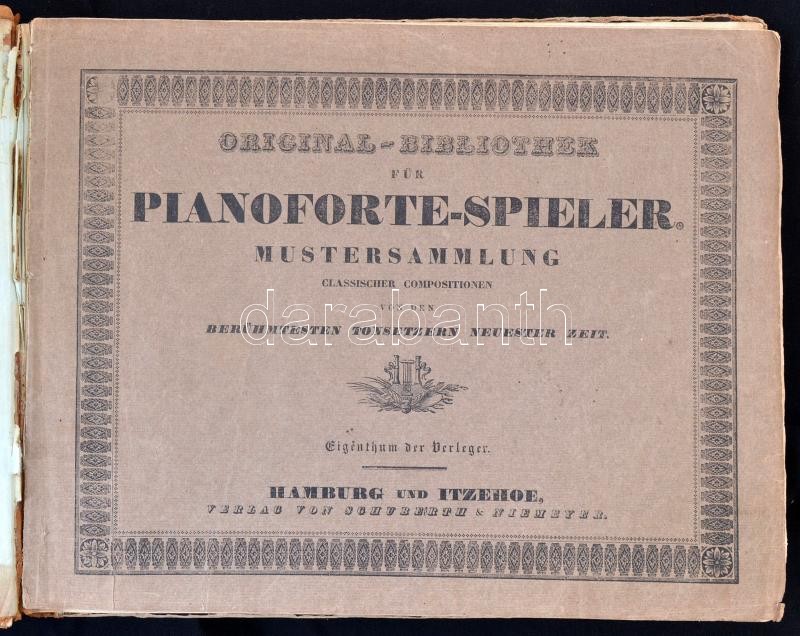 ORIGINAL-BIBLIOTHEK
FÜR
PIANOFORTE-SPIELER.
MUSTERSAMMLUNG
CLASSISCHER COMPOSITIONEN
VON DEN
BERÜHMTESTEN TONSETZERN NEUESTER ZEIT.
darabanth
Eigenthum der Verleger.
HAMBURG UND ITZEHOE,
VERLAG VON SCHUBERTH & NIEMEYER.